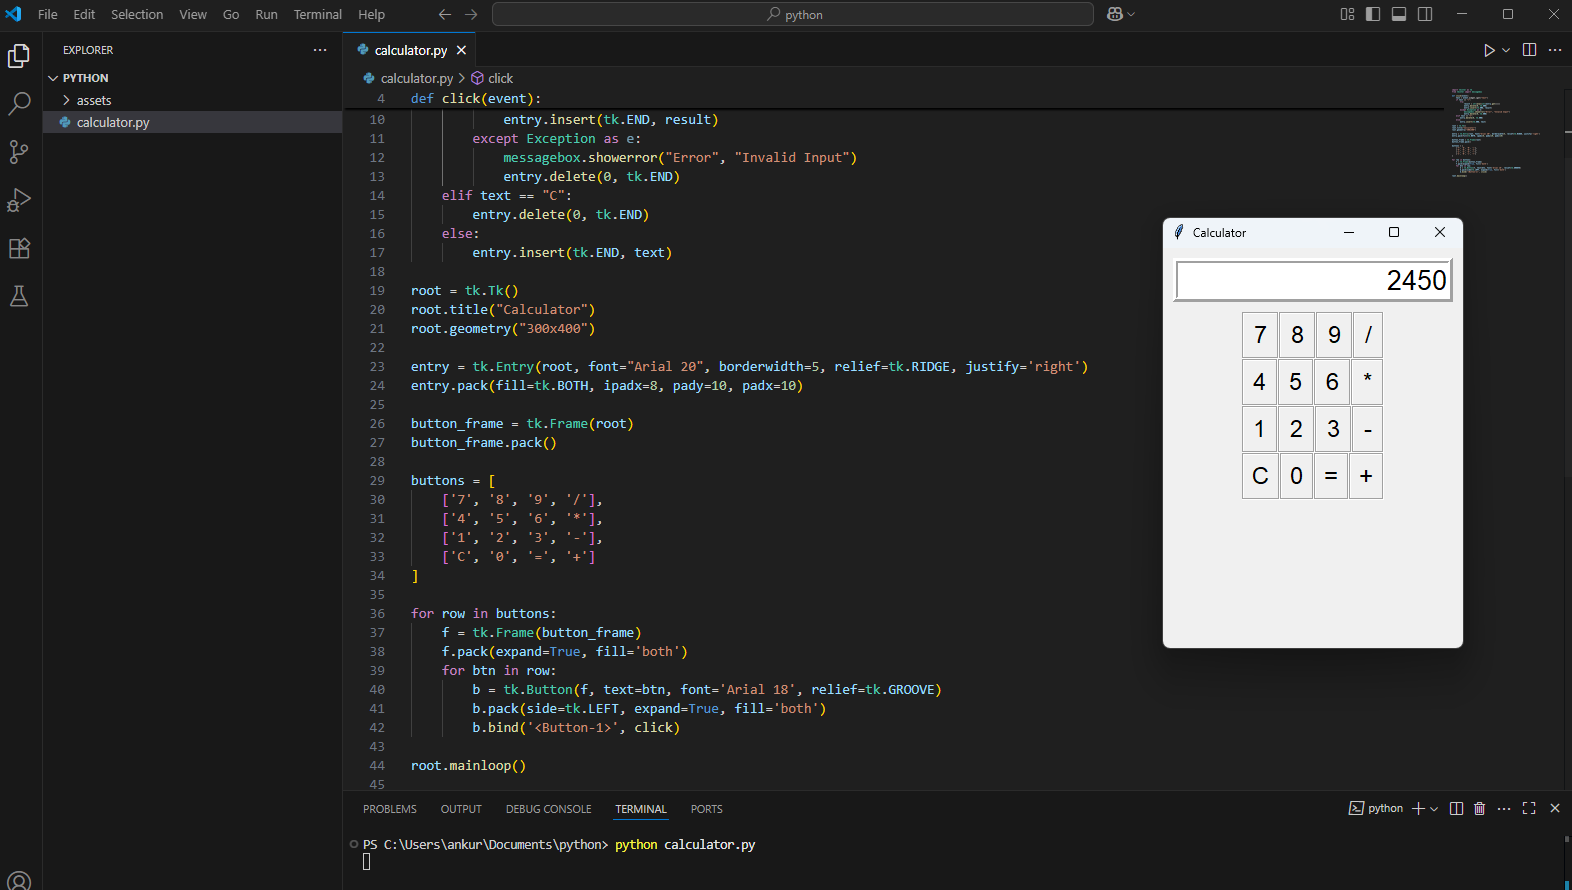 File Edit Selection View Go Run Terminal Help
python
EXPLORER
PYTHON
assets
calculator.py
calculator.py
calculator.py > click
4 def click(event):
10 entry.insert(tk.END, result)
11 except Exception as e:
12 messagebox.showerror("Error", "Invalid Input")
13 entry.delete(0, tk.END)
14 elif text == "C":
15 entry.delete(0, tk.END)
16 else:
17 entry.insert(tk.END, text)
18
19 root = tk.Tk()
20 root.title("Calculator")
21 root.geometry("300x400")
22
23 entry = tk.Entry(root, font="Arial 20", borderwidth=5, relief=tk.RIDGE, justify='right')
24 entry.pack(fill=tk.BOTH, ipadx=8, pady=10, padx=10)
25
26 button_frame = tk.Frame(root)
27 button_frame.pack()
28
29 buttons = [
30 ['7', '8', '9', '/'],
31 ['4', '5', '6', '*'],
32 ['1', '2', '3', '-'],
33 ['C', '0', '=', '+']
34 ]
35
36 for row in buttons:
37 f = tk.Frame(button_frame)
38 f.pack(expand=True, fill='both')
39 for btn in row:
40 b = tk.Button(f, text=btn, font='Arial 18', relief=tk.GROOVE)
41 b.pack(side=tk.LEFT, expand=True, fill='both')
42 b.bind('<Button-1>', click)
43
44 root.mainloop()
45
Calculator
2450
7 8 9 /
4 5 6 *
1 2 3 -
C 0 = +
PROBLEMS OUTPUT DEBUG CONSOLE TERMINAL PORTS
python
PS C:\Users\ankur\Documents\python> python calculator.py